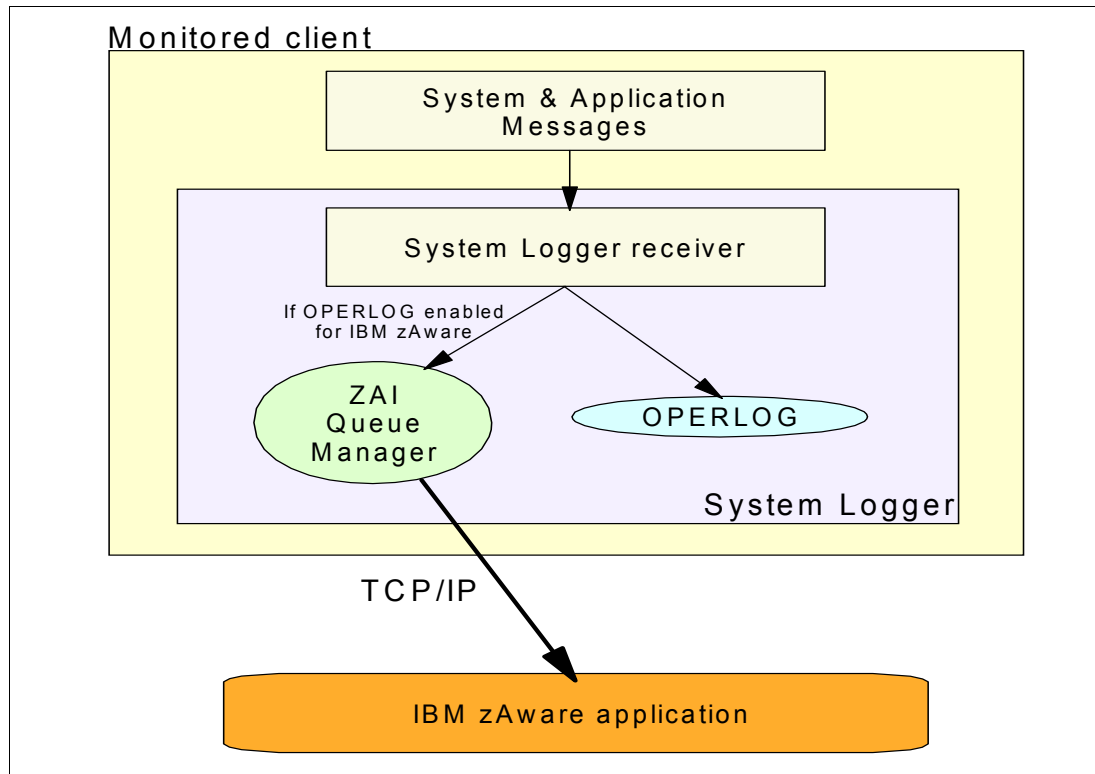 Monitored client
System & Application
Messages
System Logger receiver
If OPERLOG enabled
for IBM zAware
ZAI
Queue
Manager
OPERLOG
System Logger
TCP/IP
IBM zAware application